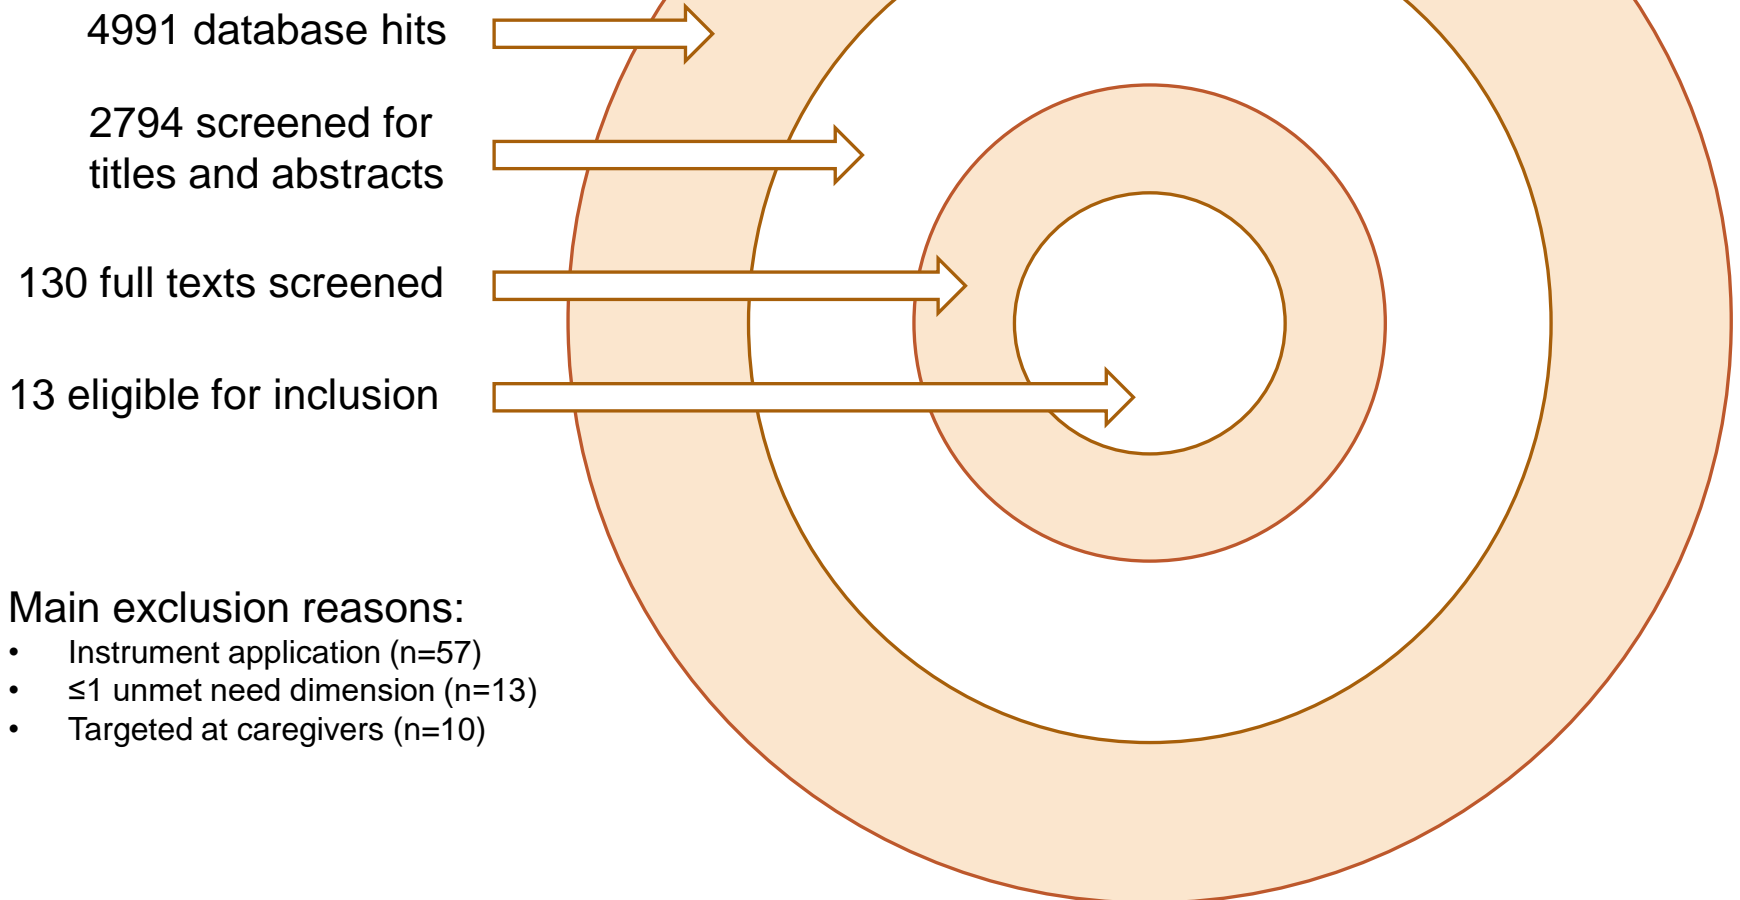 4991 database hits
2794 screened for
titles and abstracts
130 full texts screened
13 eligible for inclusion
Main exclusion reasons:
• Instrument application (n=57)
• ≤1 unmet need dimension (n=13)
• Targeted at caregivers (n=10)